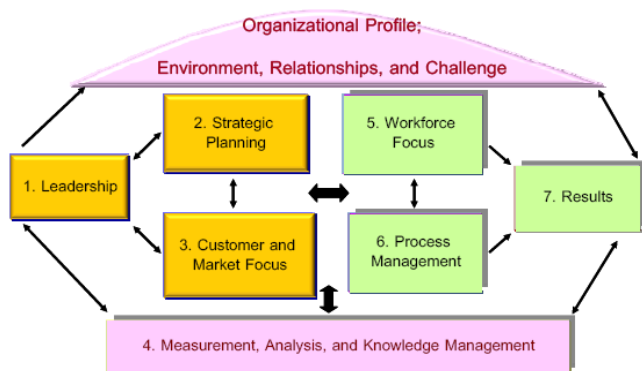 Organizational Profile;
Environment, Relationships, and Challenge
2. Strategic
Planning
5. Workforce
Focus
1. Leadership
7. Results
3. Customer and
Market Focus
6. Process
Management
4. Measurement, Analysis, and Knowledge Management